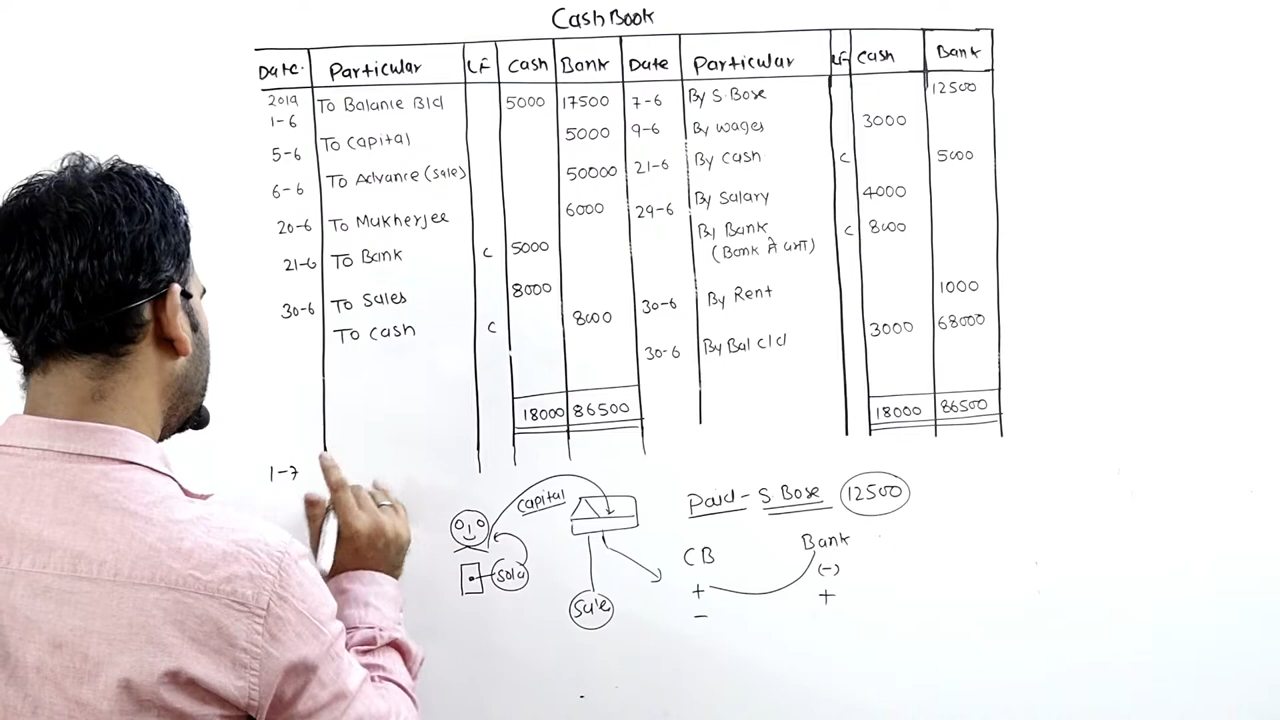 Cash Book
Date. Particular LF Cash Bank Date Particular LF Cash Bank
2019 To Balance B/d 5000 17500 7-6 By S. Bose 12500
1-6
5-6 To Capital 5000 9-6 By wages 3000
6-6 To Advance (sale) 50000 21-6 By Cash C 5000
20-6 To Mukherjee 6000 29-6 By Salary 4000
21-6 To Bank C 5000 By Bank C 8000
(Bank
30-6 To Sales 8000 30-6 By Rent 1000
To Cash C 8000 30-6 By Bal c/d 3000 68000
18000 86500 18000 86500
1-7
Capital
Sold
Sale
Paid - S Bose 12500
CB Bank
(-)
+ +
-